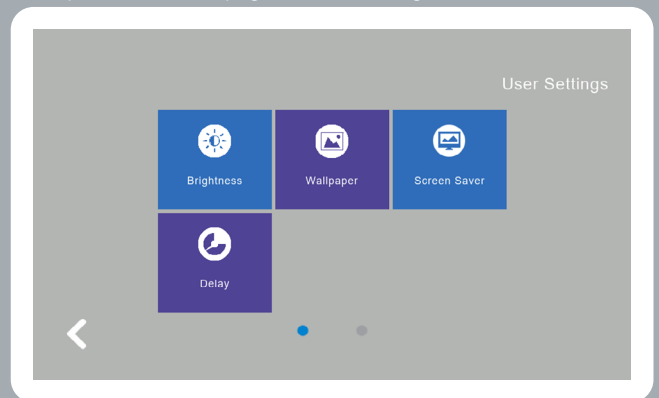 User Settings
Brightness
Wallpaper
Screen Saver
Delay